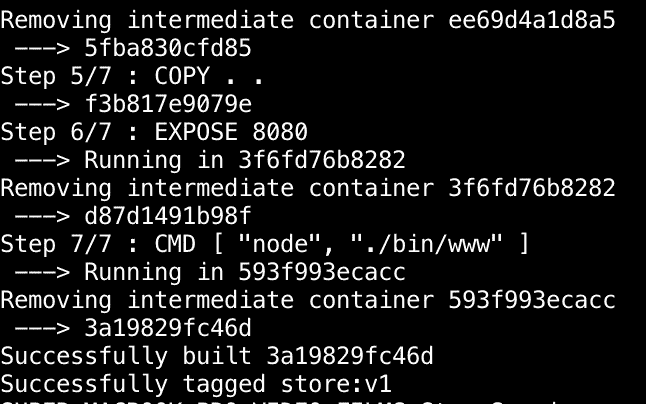 Removing intermediate container ee69d4a1d8a5
---> 5fba830cfd85
Step 5/7 : COPY . .
---> f3b817e9079e
Step 6/7 : EXPOSE 8080
---> Running in 3f6fd76b8282
Removing intermediate container 3f6fd76b8282
---> d87d1491b98f
Step 7/7 : CMD [ "node", "./bin/www" ]
---> Running in 593f993ecacc
Removing intermediate container 593f993ecacc
---> 3a19829fc46d
Successfully built 3a19829fc46d
Successfully tagged store:v1